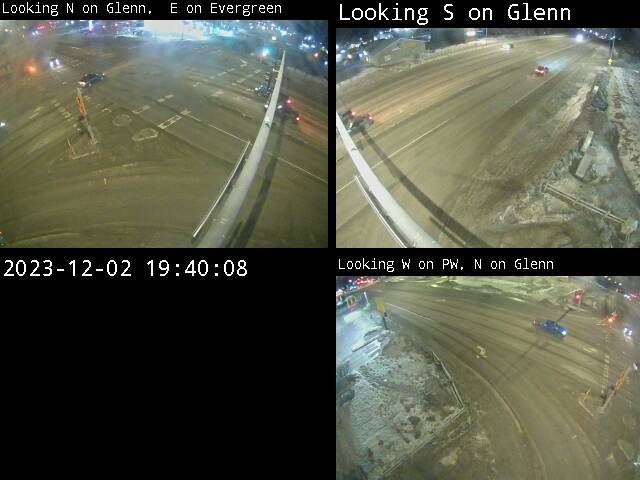 Looking N on Glenn, E on Evergreen
Looking S on Glenn
2023-12-02 19:40:08
Looking W on PW, N on Glenn